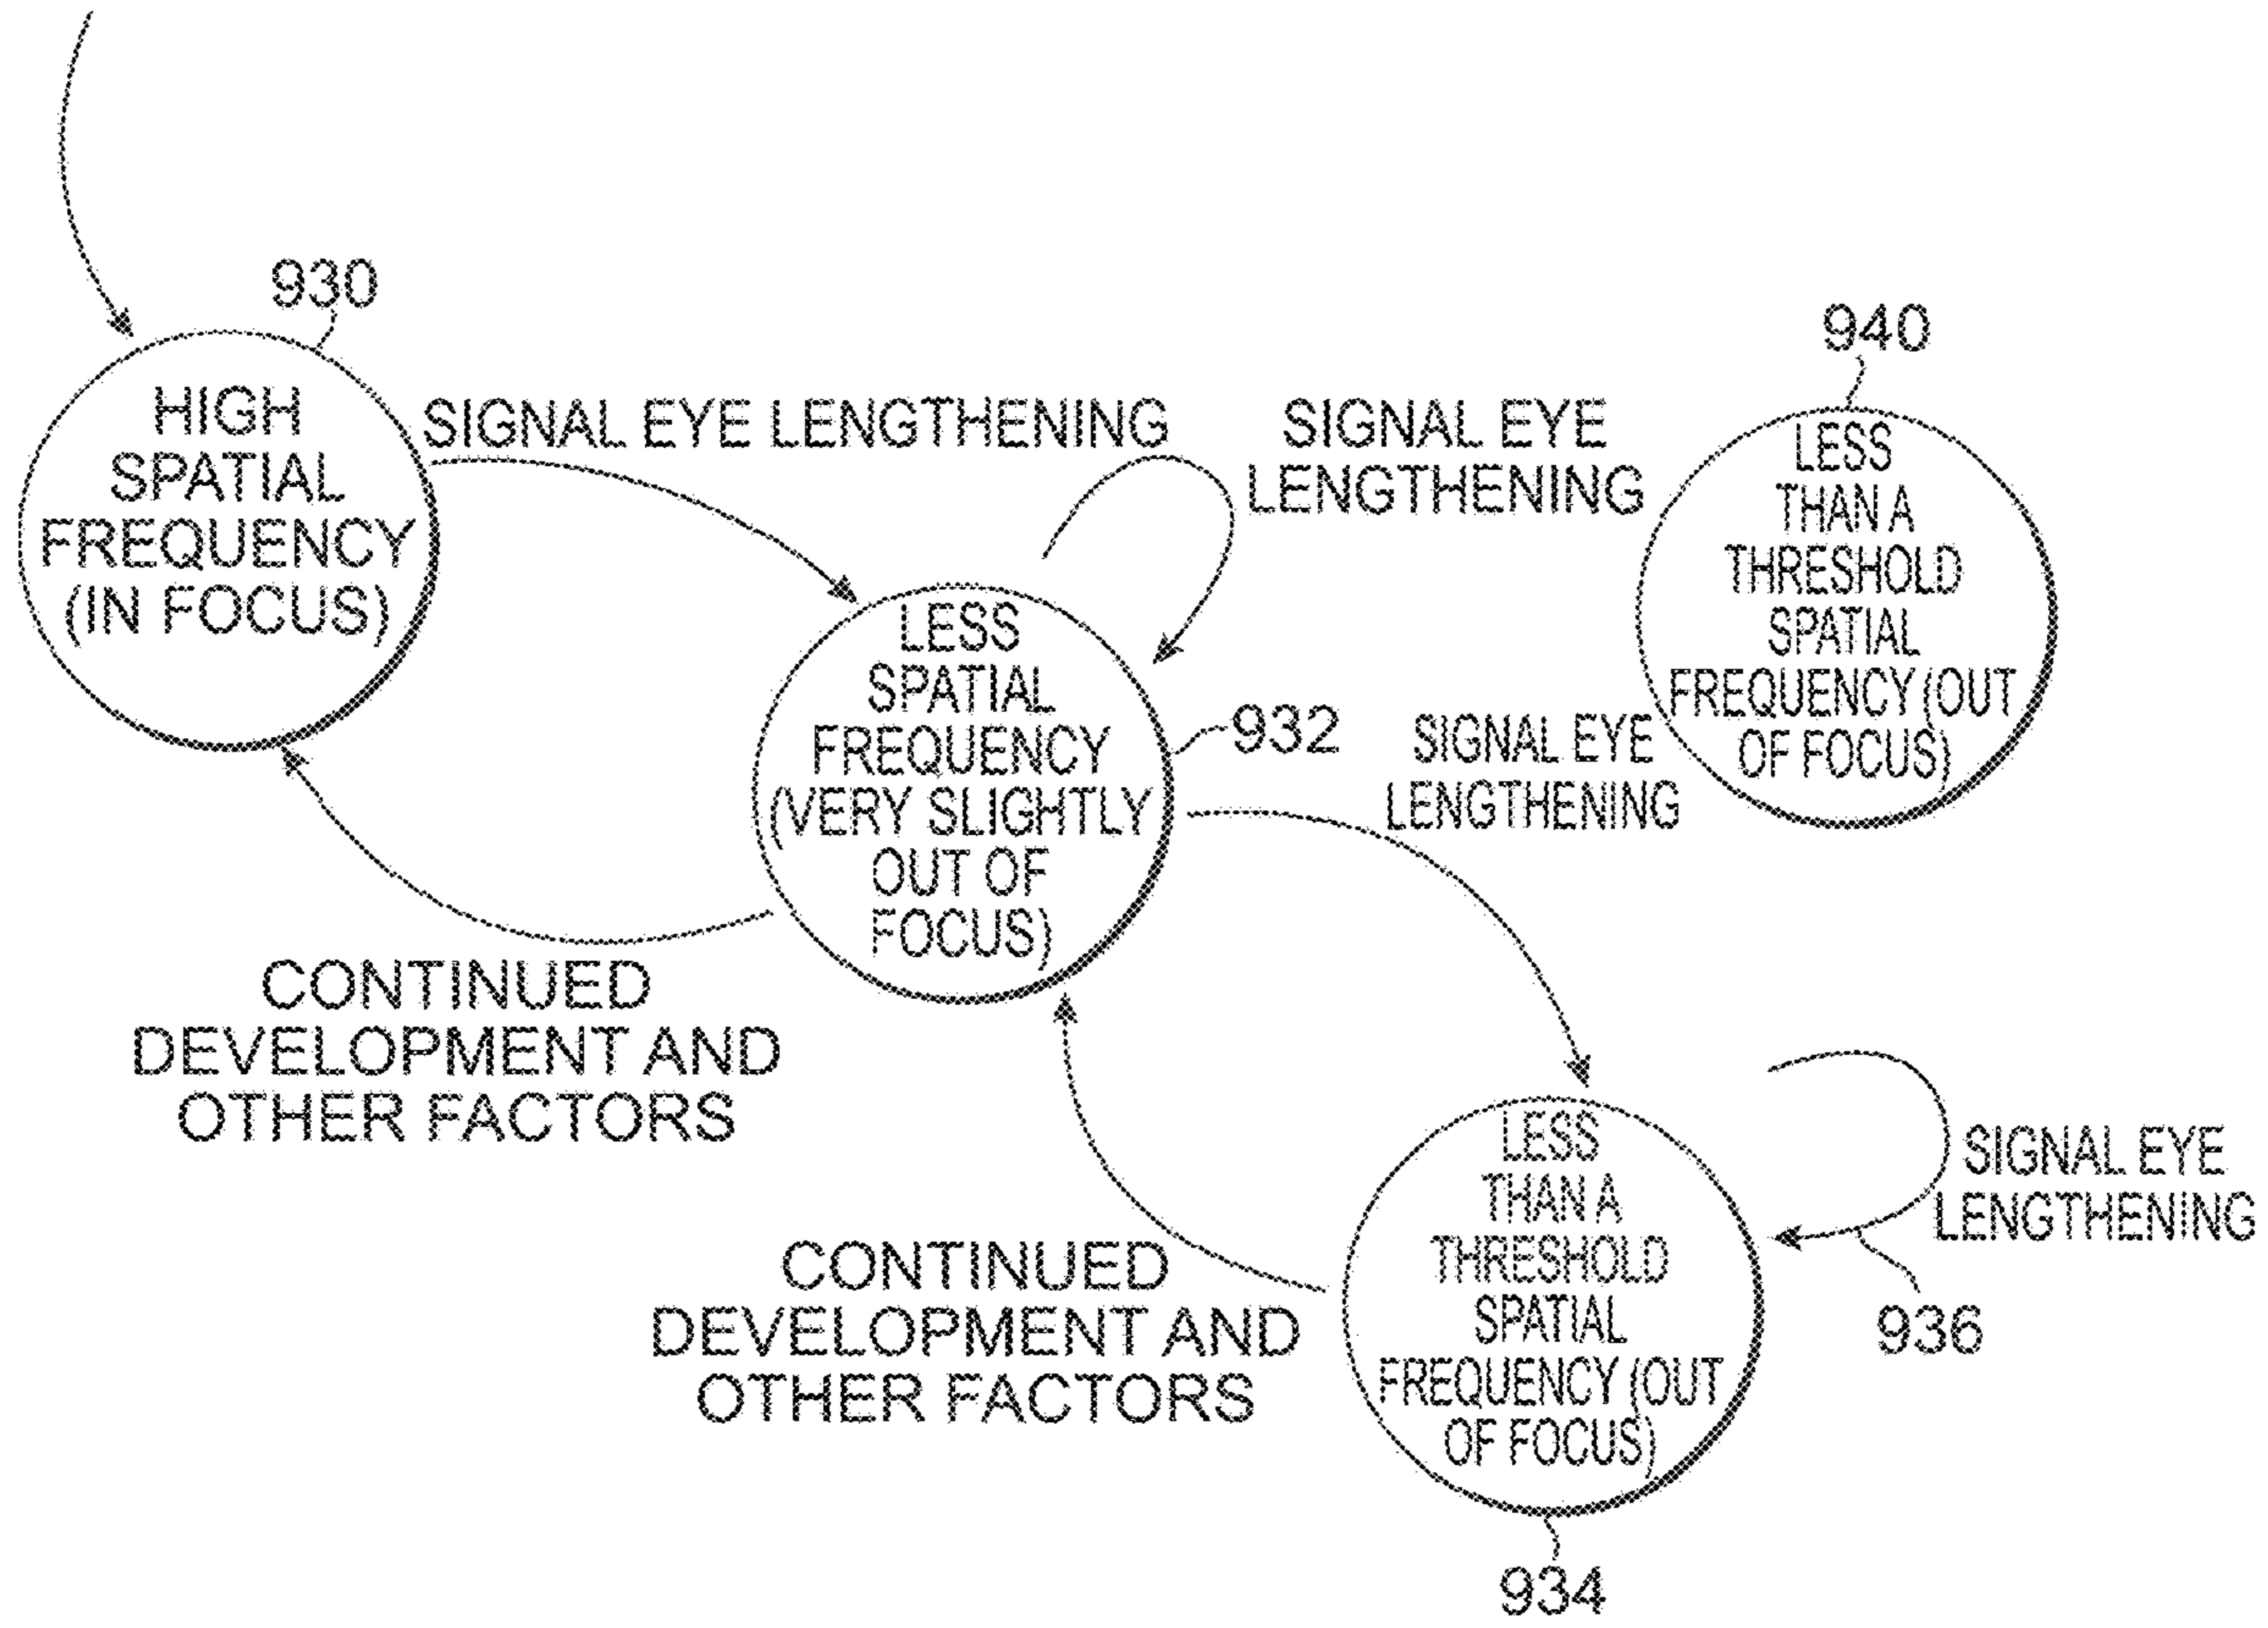 930
HIGH
SPATIAL
FREQUENCY
(IN FOCUS)
SIGNAL EYE LENGTHENING
SIGNAL EYE
LENGTHENING
940
LESS
THAN A
THRESHOLD
SPATIAL
FREQUENCY (OUT
OF FOCUS)
LESS
SPATIAL
FREQUENCY
(VERY SLIGHTLY
OUT OF
FOCUS)
932
SIGNAL EYE
LENGTHENING
CONTINUED
DEVELOPMENT AND
OTHER FACTORS
CONTINUED
DEVELOPMENT AND
OTHER FACTORS
LESS
THAN A
THRESHOLD
SPATIAL
FREQUENCY (OUT
OF FOCUS)
SIGNAL EYE
LENGTHENING
936
934